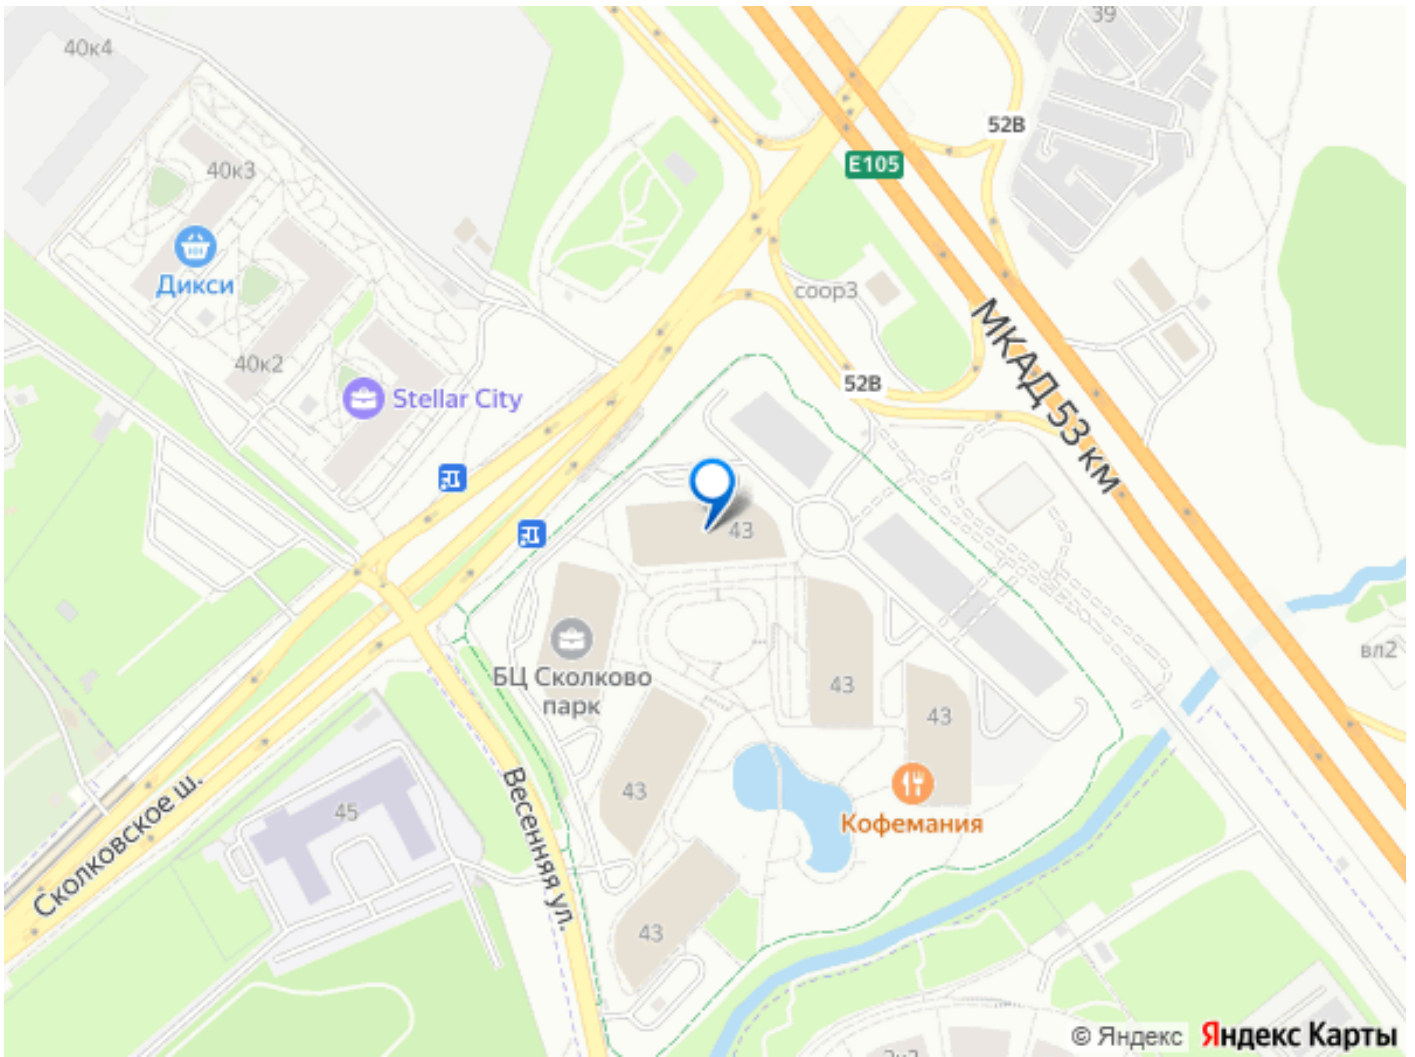 39
40к4
52В
E105
40к3
Дикси
соор3
40к2
52В
Stellar City
МКАД 53 км
43
вл2
БЦ Сколково
парк
43
43
43
Сколковское ш.
Весенняя ул.
45
Кофемания
43
© Яндекс
Яндекс Карты